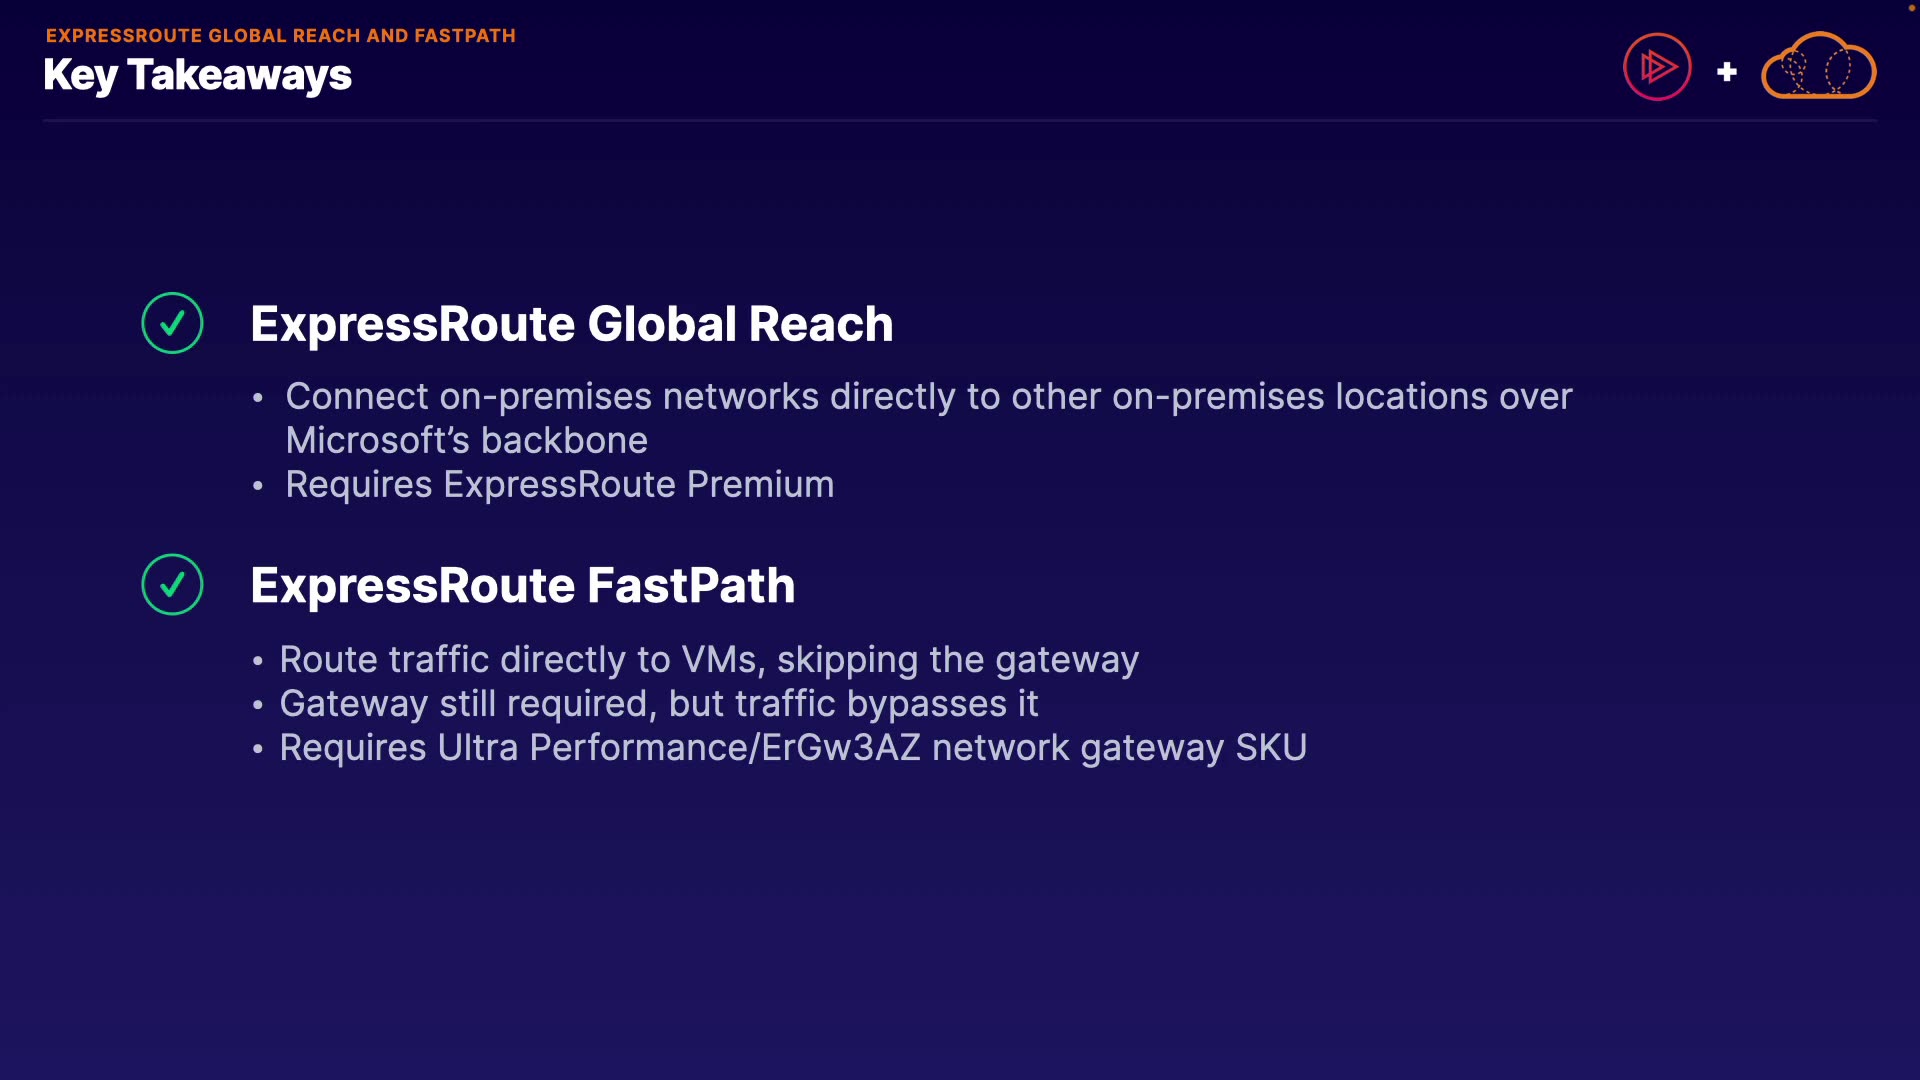 EXPRESSROUTE GLOBAL REACH AND FASTPATH
Key Takeaways
+
ExpressRoute Global Reach
• Connect on-premises networks directly to other on-premises locations over
Microsoft’s backbone
• Requires ExpressRoute Premium
ExpressRoute FastPath
• Route traffic directly to VMs, skipping the gateway
• Gateway still required, but traffic bypasses it
• Requires Ultra Performance/ErGw3AZ network gateway SKU